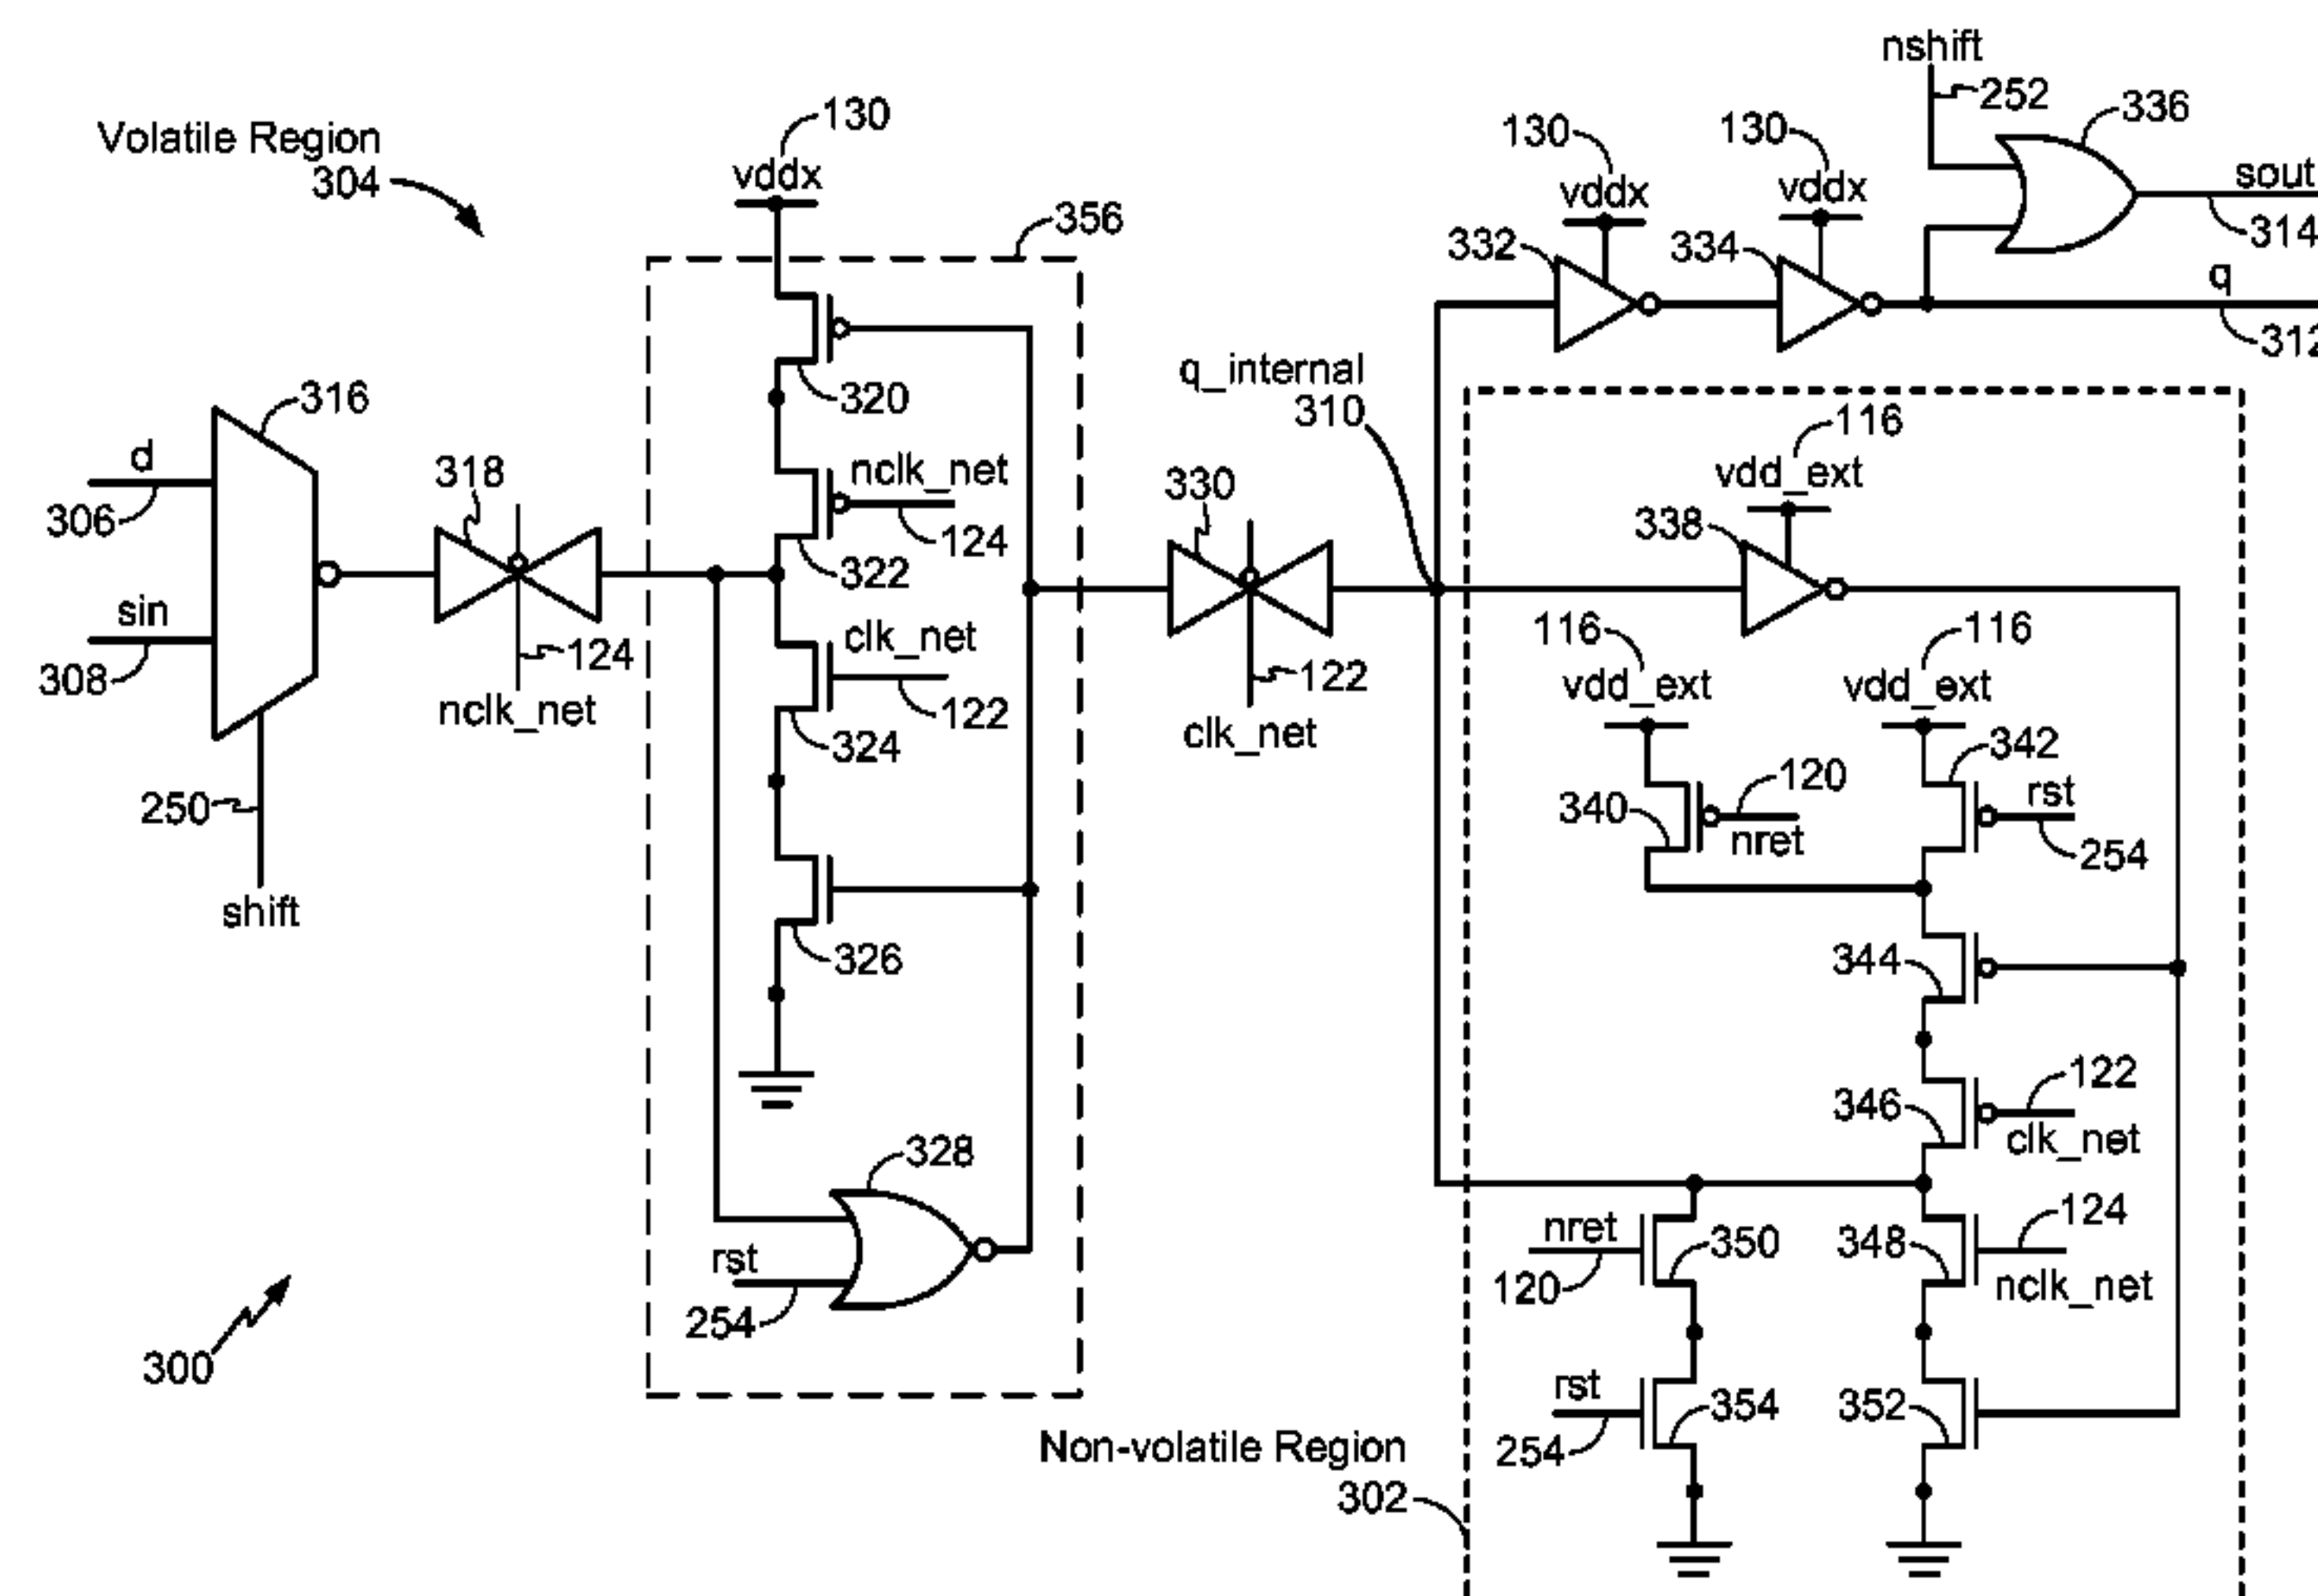 nshift
252
336
130
130
130
Volatile Region
304
vddx
vddx
vddx
sout
356
332
334
314
q
312
q_internal
310
316
320
116
d
318
nclk_net
330
vdd_ext
306
124
338
322
sin
clk_net
116
116
308
124
122
vdd_ext
vdd_ext
nclk_net
122
clk_net
324
342
250
120
rst
340
nret
254
shift
326
344
122
346
clk_net
328
124
nret
350
348
rst
120
nclk_net
254
300
rst
354
352
254
Non-volatile Region
302